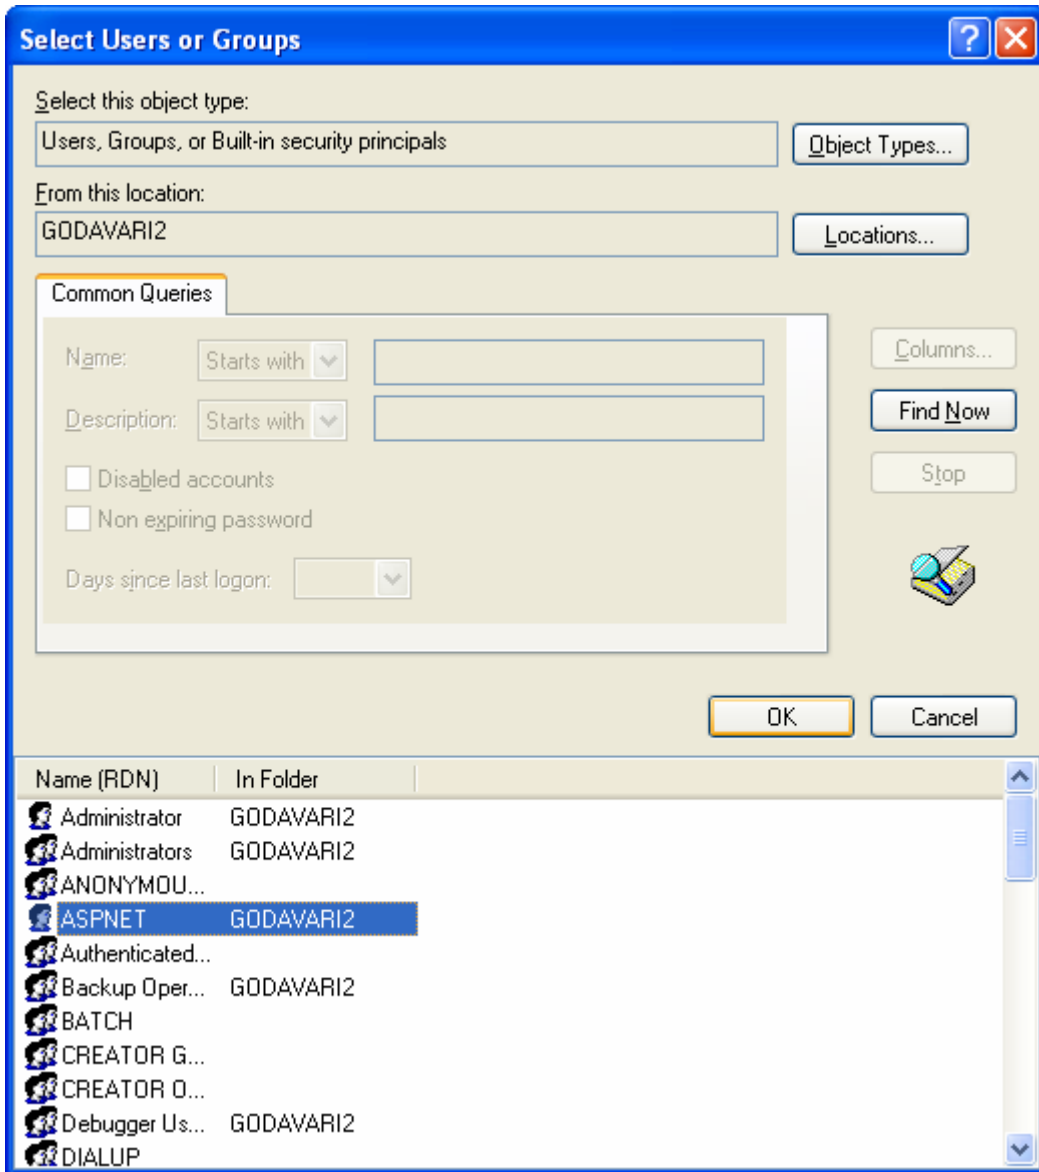 Select Users or Groups
Select this object type:
Users, Groups, or Built-in security principals
Object Types...
From this location:
GODAVARI2
Locations...
Common Queries
Name:
Starts with
Columns...
Description:
Starts with
Find Now
Disabled accounts
Stop
Non expiring password
Days since last logon:
OK
Cancel
Name (RDN) In Folder
Administrator GODAVARI2
Administrators GODAVARI2
ANONYMOU...
ASPNET GODAVARI2
Authenticated...
Backup Oper... GODAVARI2
BATCH
CREATOR G...
CREATOR O...
Debugger Us... GODAVARI2
DIALUP